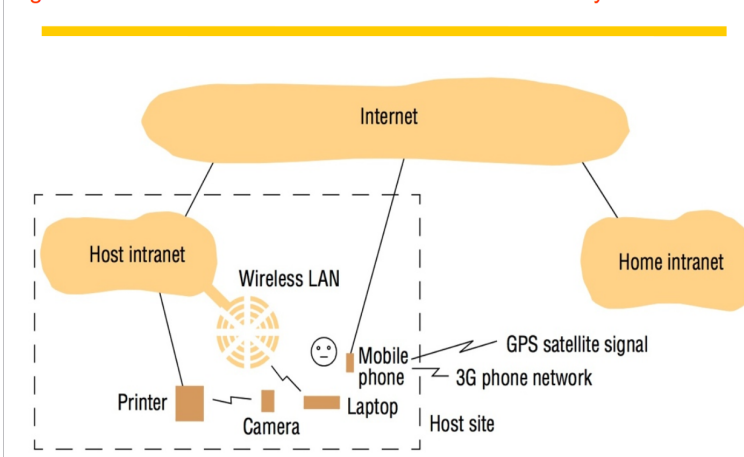 Internet
Host intranet
Wireless LAN
Home intranet
GPS satellite signal
Mobile
phone
3G phone network
Printer
Camera
Laptop
Host site